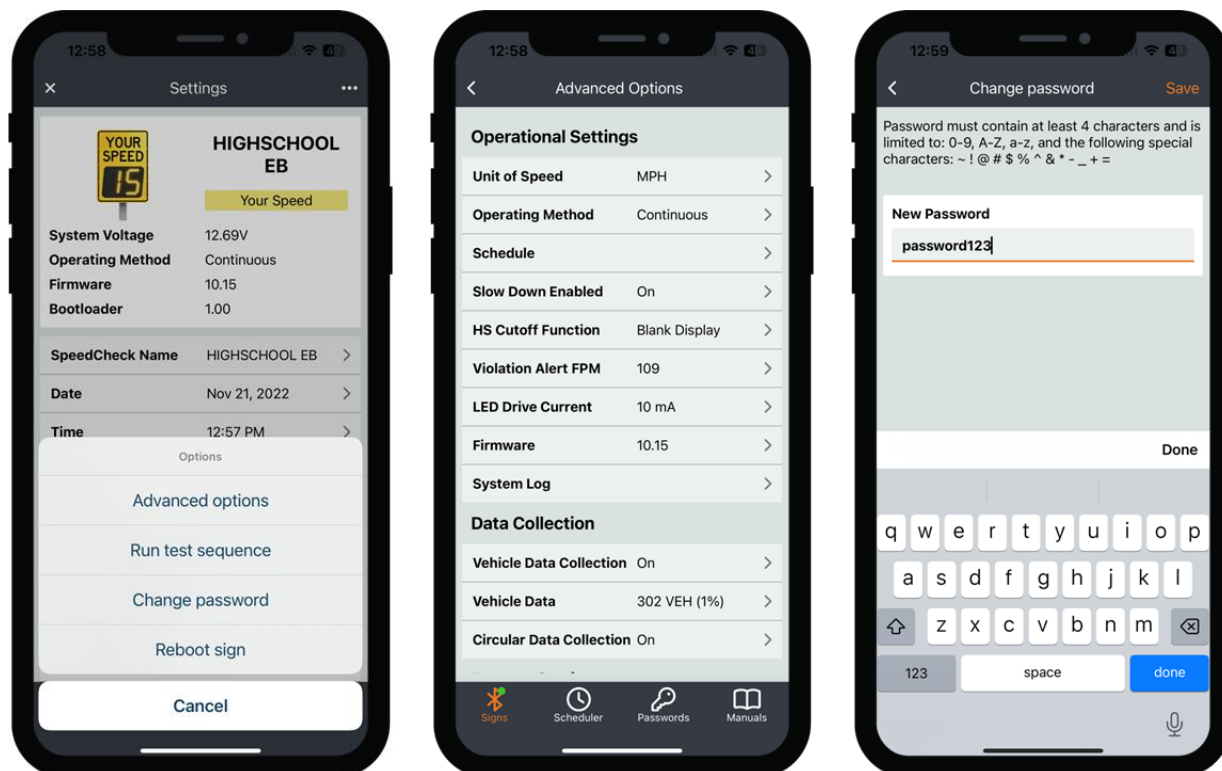 12:58
Settings
HIGHSCHOOL
EB
YOUR
SPEED
15
Your Speed
System Voltage 12.69V
Operating Method Continuous
Firmware 10.15
Bootloader 1.00
SpeedCheck Name HIGHSCHOOL EB
Date Nov 21, 2022
Time 12:57 PM
Options
Advanced options
Run test sequence
Change password
Reboot sign
Cancel
12:58
Advanced Options
Operational Settings
Unit of Speed MPH
Operating Method Continuous
Schedule
Slow Down Enabled On
HS Cutoff Function Blank Display
Violation Alert FPM 109
LED Drive Current 10 mA
Firmware 10.15
System Log
Data Collection
Vehicle Data Collection On
Vehicle Data 302 VEH (1%)
Circular Data Collection On
Signs Scheduler Passwords Manuals
12:59
Change password Save
Password must contain at least 4 characters and is
limited to: 0-9, A-Z, a-z, and the following special
characters: ~ ! @ # $ % ^ & * - _ + =
New Password
password123
Done
q w e r t y u i o p
a s d f g h j k l
z x c v b n m
123 space done